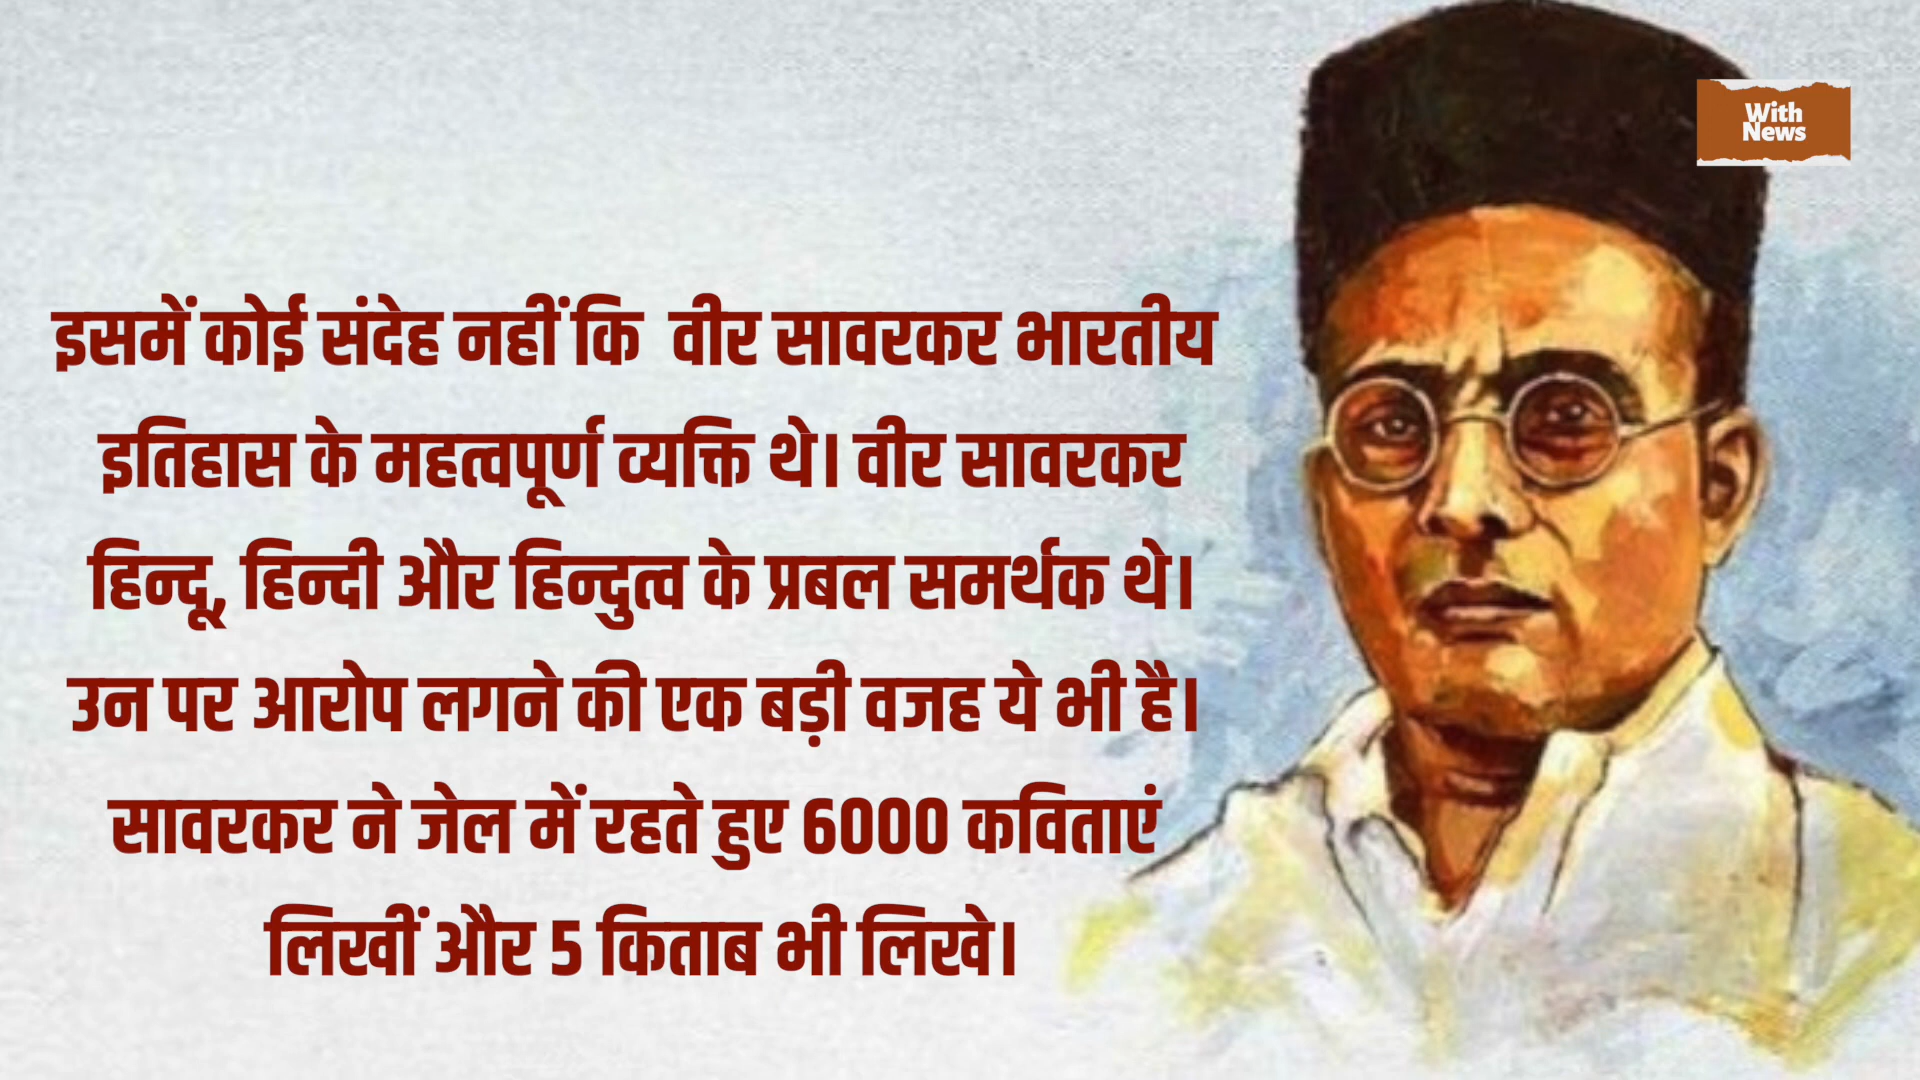 With
News
इसमें कोई संदेह नहीं कि वीर सावरकर भारतीय
इतिहास के महत्वपूर्ण व्यक्ति थे। वीर सावरकर
हिन्दू, हिन्दी और हिन्दुत्व के प्रबल समर्थक थे।
उन पर आरोप लगने की एक बड़ी वजह ये भी है।
सावरकर ने जेल में रहते हुए 6000 कविताएं
लिखीं और 5 किताब भी लिखे।